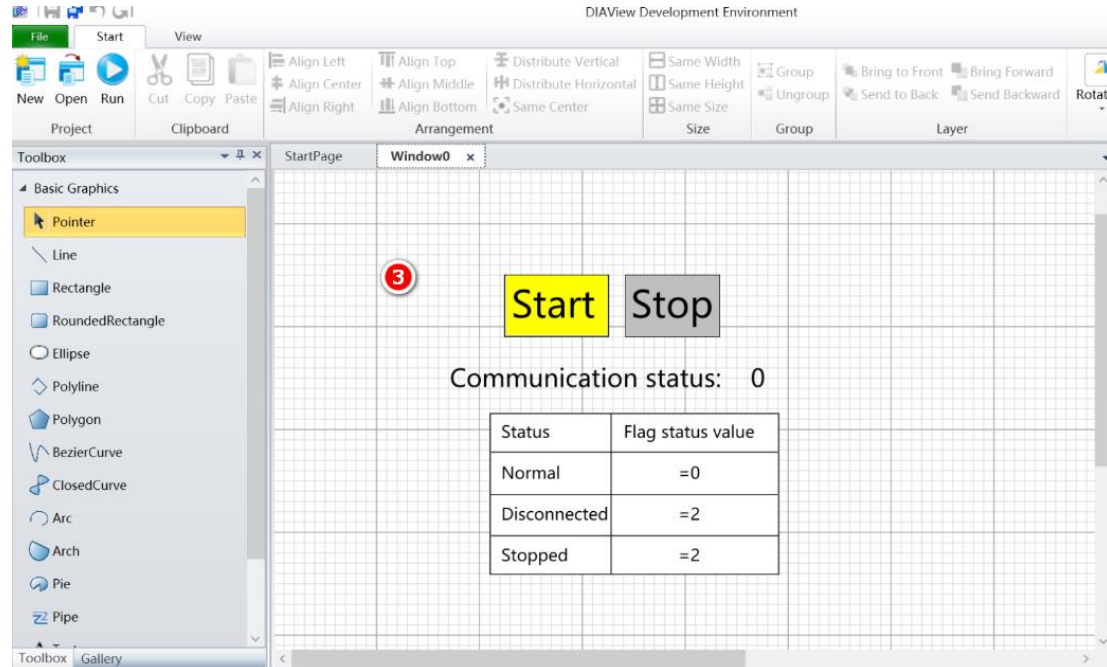 DIAView Development Environment
File Start View
New Open Run
Cut Copy Paste
Align Left Align Top Distribute Vertical
Align Center Align Middle Distribute Horizontal
Align Right Align Bottom Same Center
Same Width
Same Height
Same Size
Group
Ungroup
Bring to Front Bring Forward
Send to Back Send Backward
Project Clipboard Arrangement Size Group Layer
Toolbox
StartPage Window0 x
Basic Graphics
Pointer
Line
Rectangle
RoundedRectangle
Ellipse
Polyline
Polygon
BezierCurve
ClosedCurve
Arc
Arch
Pie
Pipe
Toolbox Gallery
3
Start Stop
Communication status: 0
Status Flag status value
Normal =0
Disconnected =2
Stopped =2